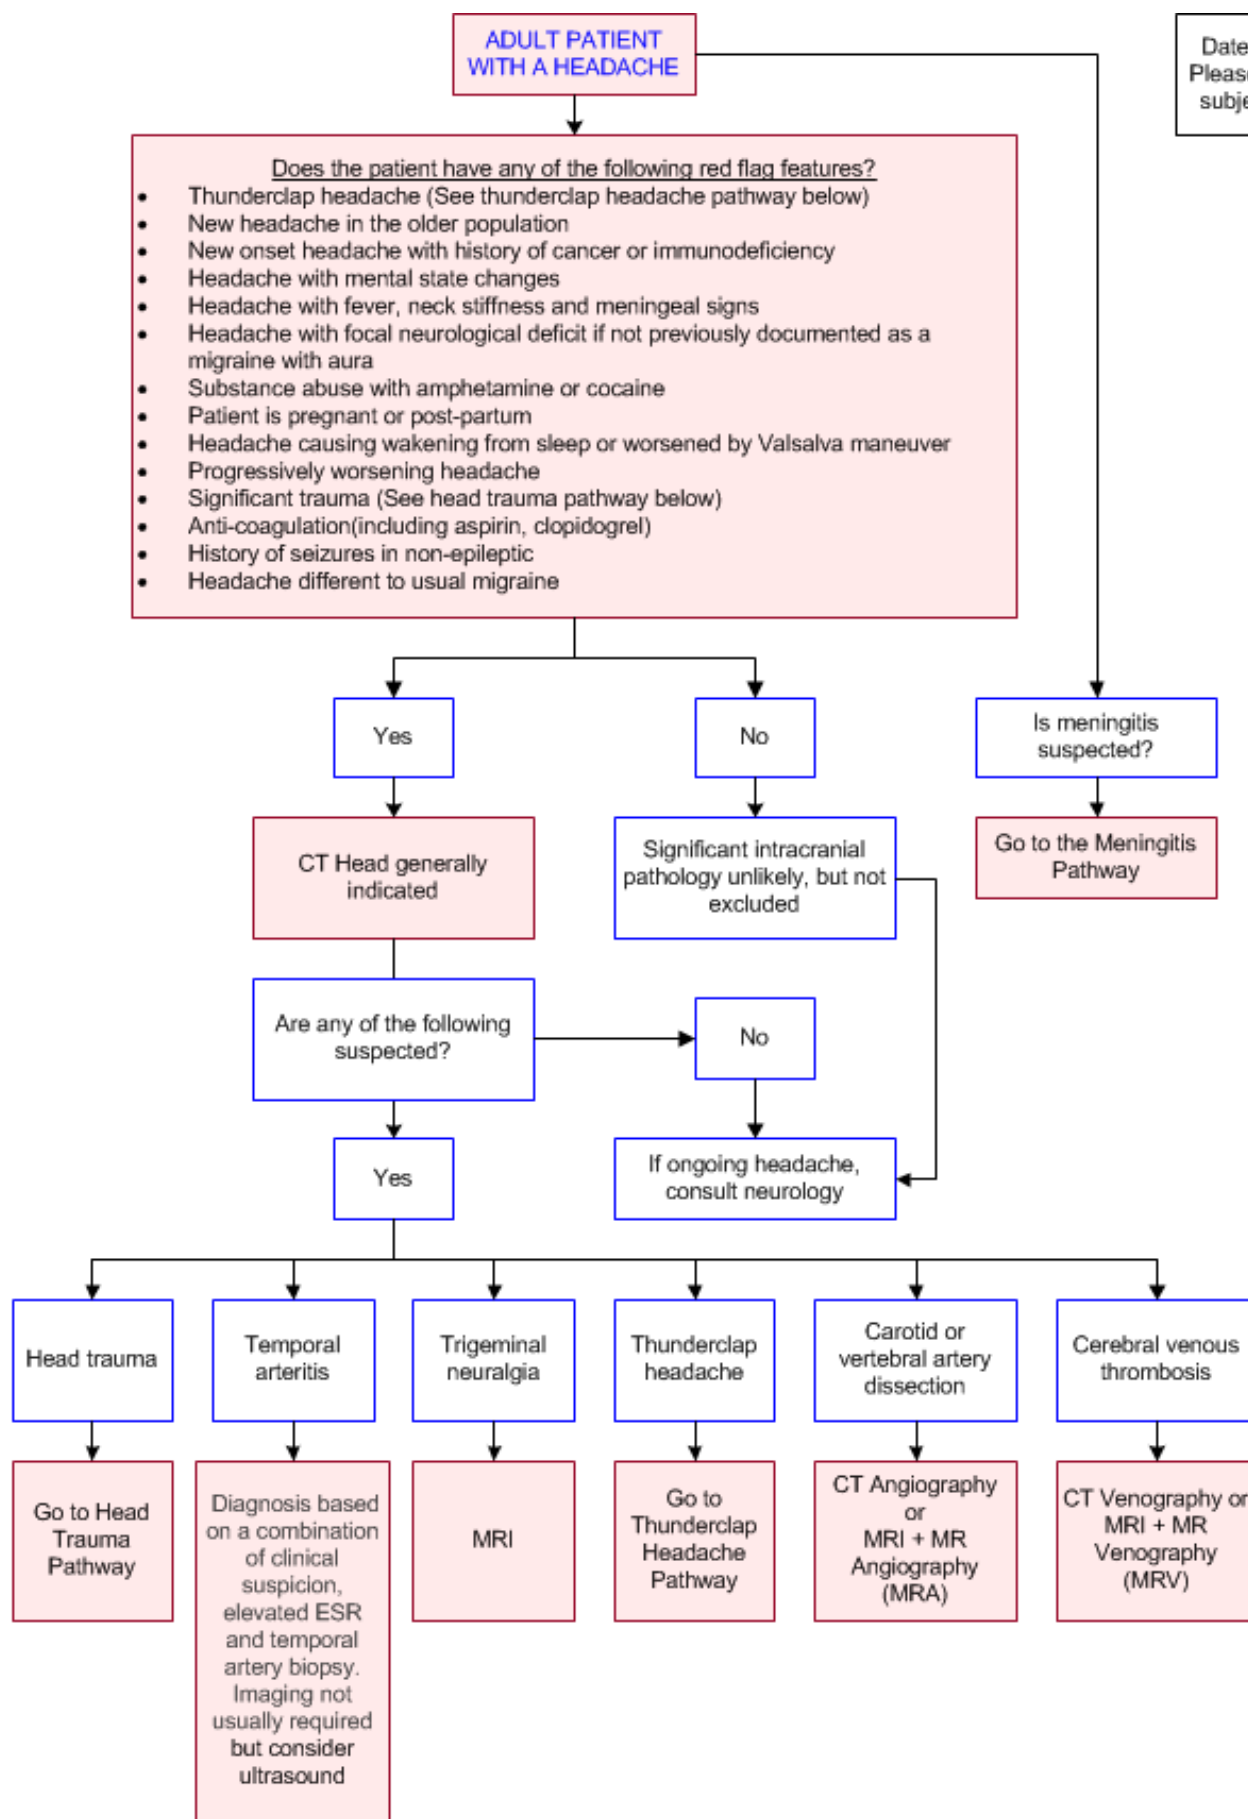 ADULT PATIENT
WITH A HEADACHE
Date
Please
subje
Does the patient have any of the following red flag features?
• Thunderclap headache (See thunderclap headache pathway below)
• New headache in the older population
• New onset headache with history of cancer or immunodeficiency
• Headache with mental state changes
• Headache with fever, neck stiffness and meningeal signs
• Headache with focal neurological deficit if not previously documented as a
migraine with aura
• Substance abuse with amphetamine or cocaine
• Patient is pregnant or post-partum
• Headache causing wakening from sleep or worsened by Valsalva maneuver
• Progressively worsening headache
• Significant trauma (See head trauma pathway below)
• Anti-coagulation(including aspirin, clopidogrel)
• History of seizures in non-epileptic
• Headache different to usual migraine
Yes
No
Is meningitis
suspected?
CT Head generally
indicated
Significant intracranial
pathology unlikely, but not
excluded
Go to the Meningitis
Pathway
Are any of the following
suspected?
No
Yes
If ongoing headache,
consult neurology
Head trauma
Temporal
arteritis
Trigeminal
neuralgia
Thunderclap
headache
Carotid or
vertebral artery
dissection
Cerebral venous
thrombosis
Go to Head
Trauma
Pathway
Diagnosis based
on a combination
of clinical
suspicion,
elevated ESR
and temporal
artery biopsy.
Imaging not
usually required
but consider
ultrasound
MRI
Go to
Thunderclap
Headache
Pathway
CT Angiography
or
MRI + MR
Angiography
(MRA)
CT Venography or
MRI + MR
Venography
(MRV)